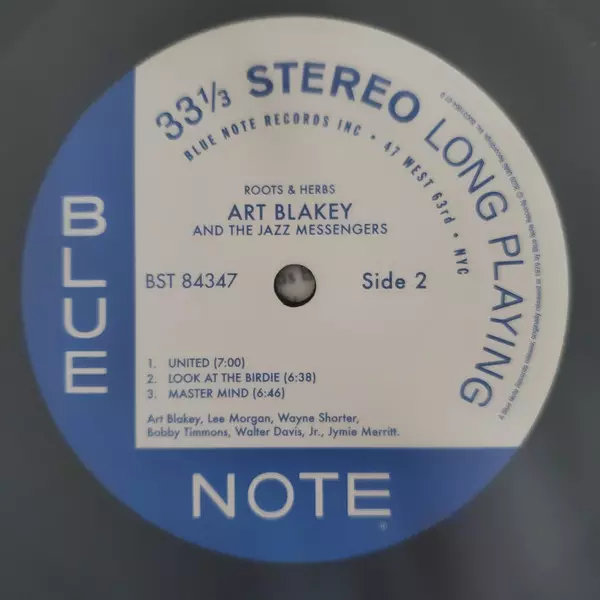 33⅓ STEREO LONG PLAYING
BLUE NOTE RECORDS INC • 47 WEST 63rd • NYC
ROOTS & HERBS
ART BLAKEY
AND THE JAZZ MESSENGERS
BST 84347
Side 2
1. UNITED (7:00)
2. LOOK AT THE BIRDIE (6:38)
3. MASTER MIND (6:46)
Art Blakey, Lee Morgan, Wayne Shorter,
Bobby Timmons, Walter Davis, Jr., Jymie Merritt.
BLUE
NOTE
®